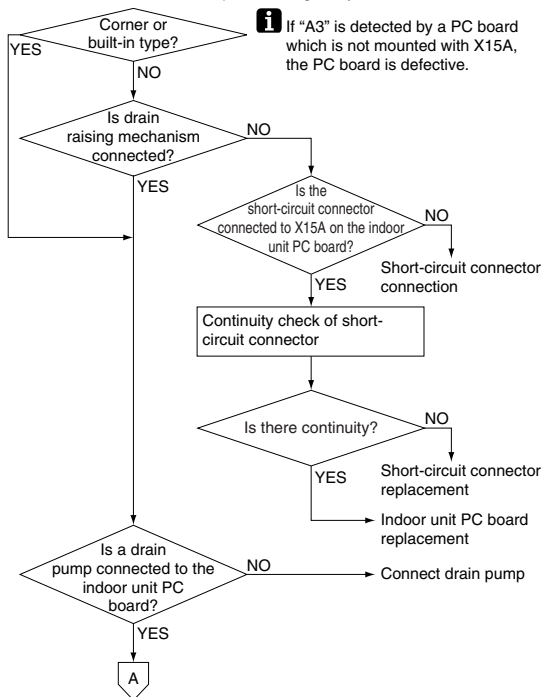 Corner or
built-in type?
YES
NO
i If “A3” is detected by a PC board
which is not mounted with X15A,
the PC board is defective.
Is drain
raising mechanism
connected?
NO
YES
Is the
short-circuit connector
connected to X15A on the indoor
unit PC board?
NO
Short-circuit connector
connection
YES
Continuity check of short-
circuit connector
Is there continuity?
NO
Short-circuit connector
replacement
YES
Indoor unit PC board
replacement
Is a drain
pump connected to the
indoor unit PC
board?
NO
Connect drain pump
YES
A